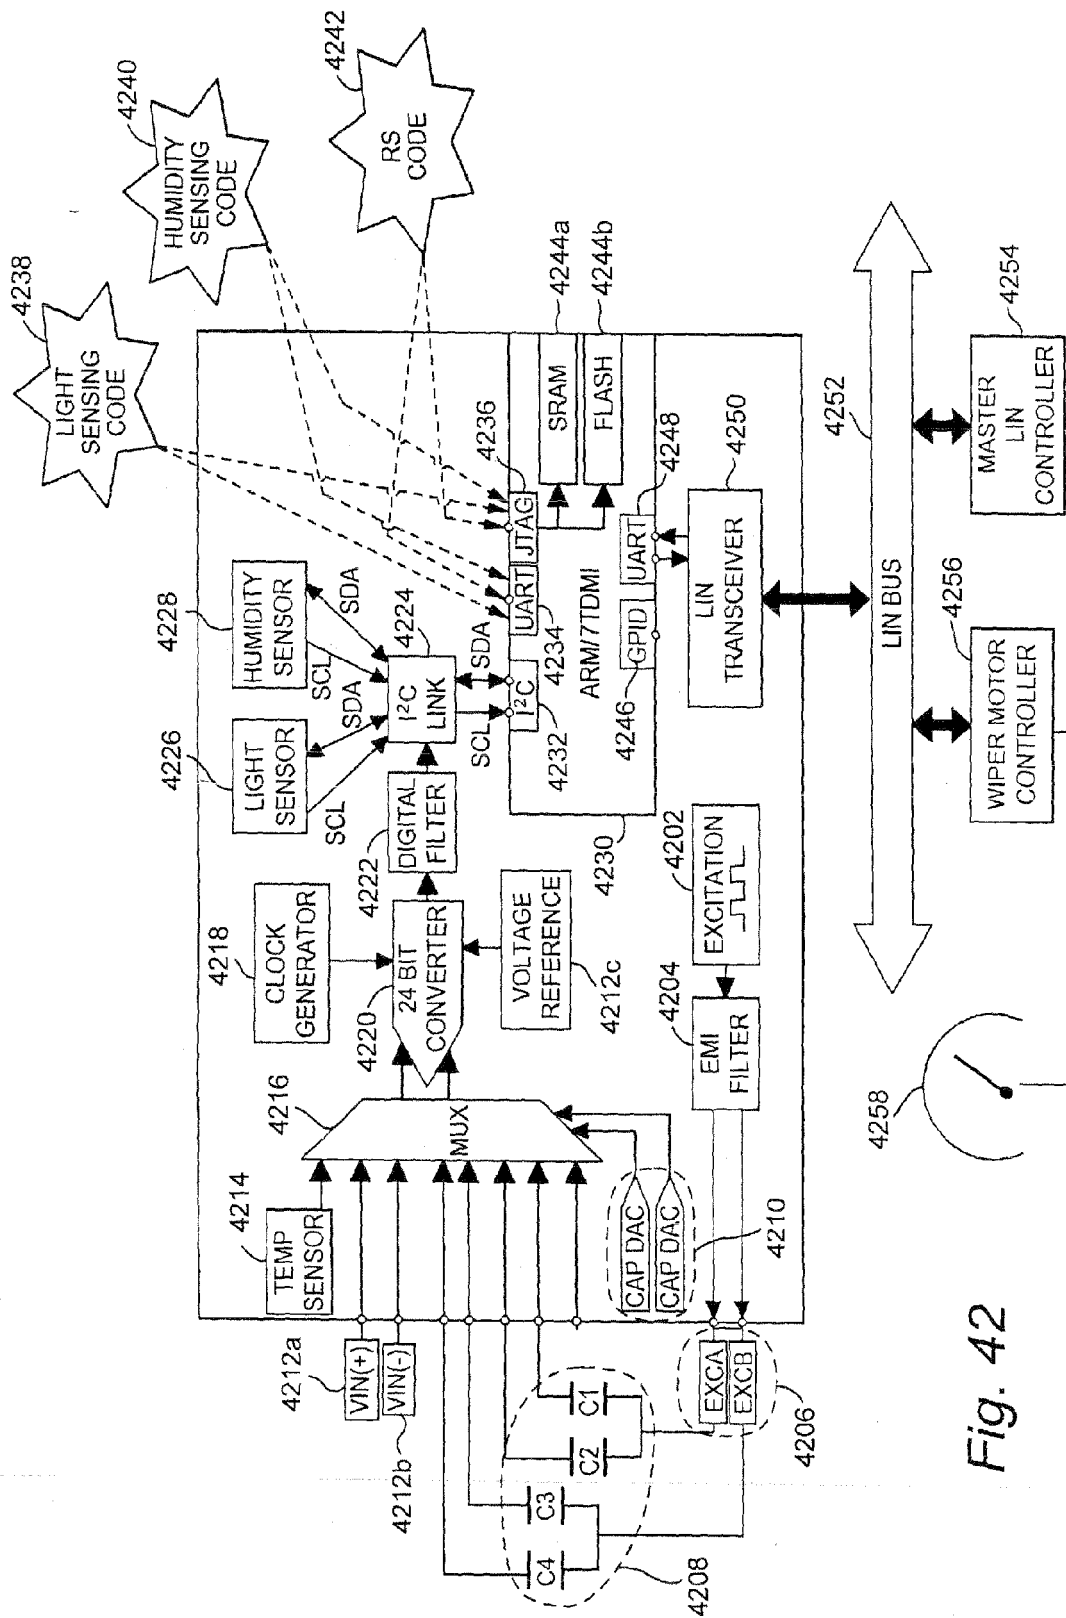 4238
LIGHT
SENSING
CODE
4240
HUMIDITY
SENSING
CODE
4242
RS
CODE
4214
TEMP
SENSOR
4218
CLOCK
GENERATOR
4226
LIGHT
SENSOR
4228
HUMIDITY
SENSOR
SCL
SDA
SCL
SDA
4212a
VIN(+)
4212b
VIN(-)
4216
MUX
4220
24 BIT
CONVERTER
4222
DIGITAL
FILTER
4224
I²C
LINK
SCL
SDA
VOLTAGE
REFERENCE
4212c
I²C
4232
UART
4234
JTAG
4236
SRAM
4244a
FLASH
4244b
ARM/7TDMI
4230
GPID
4246
UART
4248
C4
C3
C2
C1
4208
CAP DAC
CAP DAC
4210
EXCA
EXCB
4206
EMI
FILTER
4204
EXCITATION
4202
LIN
TRANSCEIVER
4250
LIN BUS
4252
4258
WIPER MOTOR
CONTROLLER
4256
MASTER
LIN
CONTROLLER
4254
Fig. 42